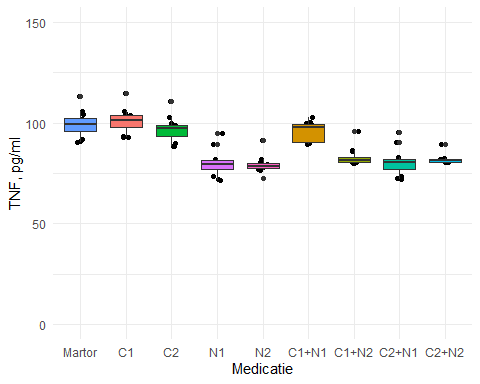 150
100
50
0
TNF, pg/ml
Martor C1 C2 N1 N2 C1+N1 C1+N2 C2+N1 C2+N2
Medicatie